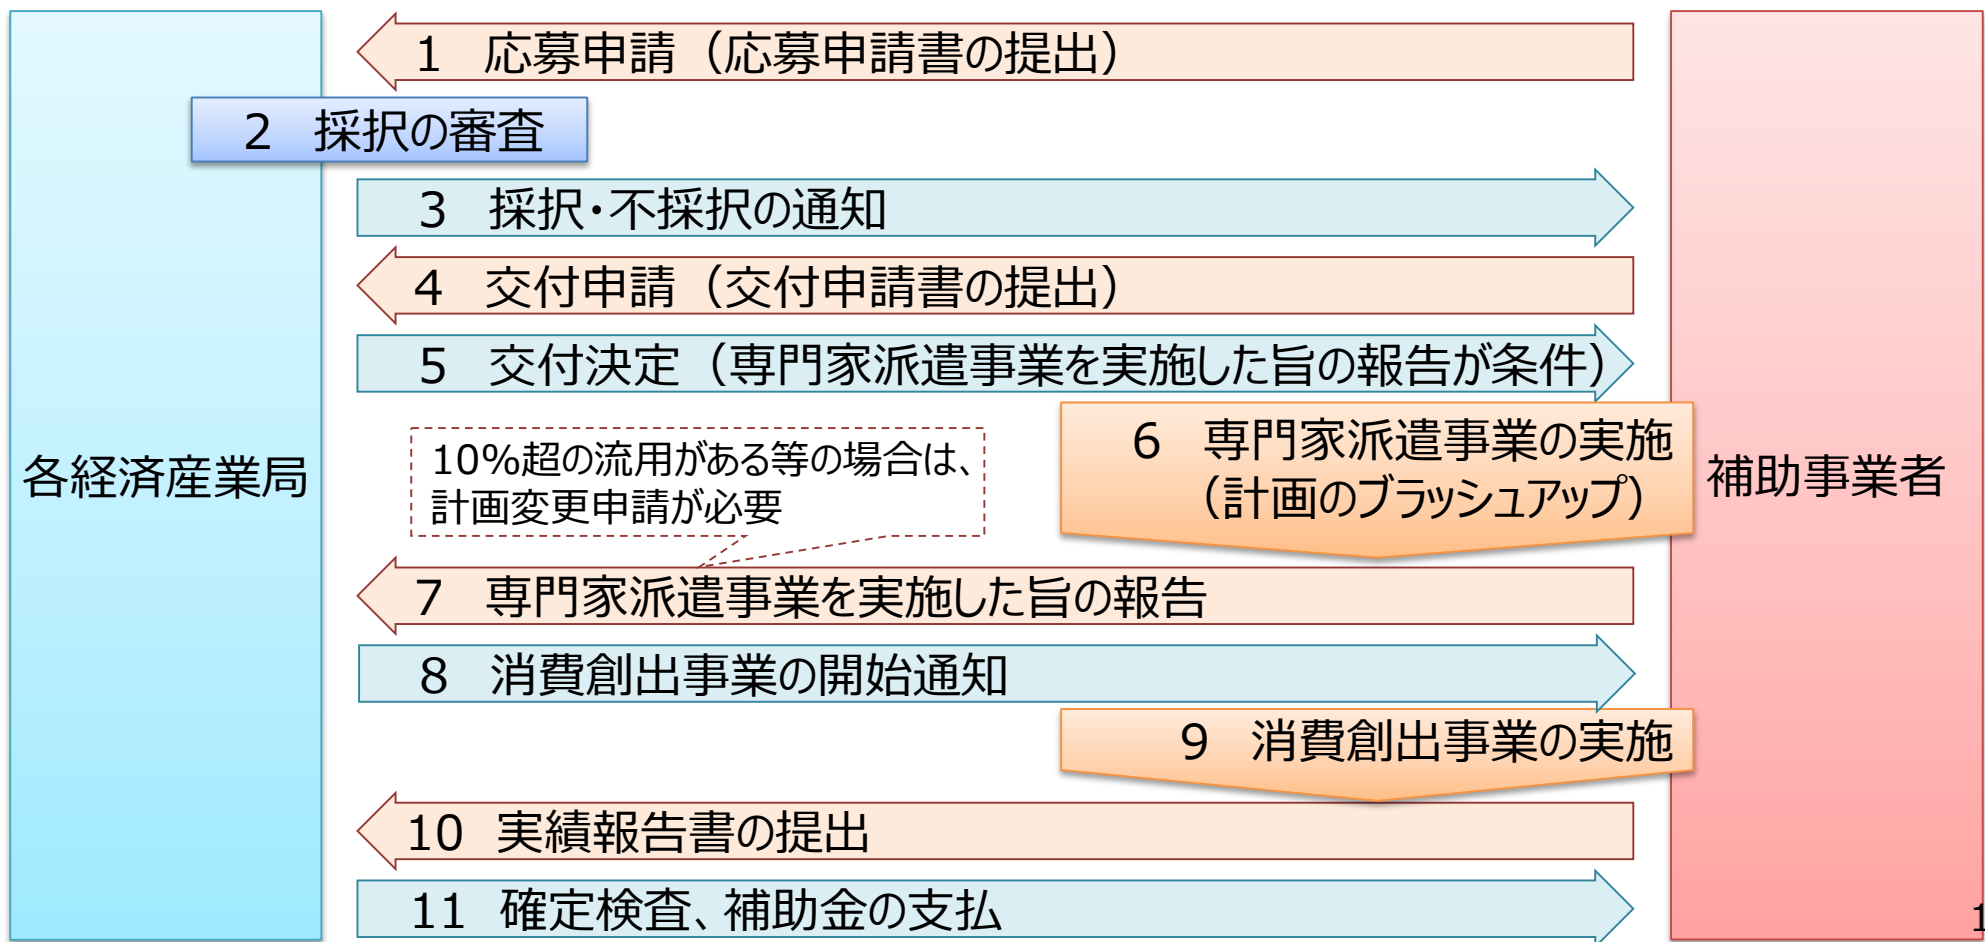 1　応募申請（応募申請書の提出）
2　採択の審査
3　採択・不採択の通知
4　交付申請（交付申請書の提出）
5　交付決定（専門家派遣事業を実施した旨の報告が条件）
6　専門家派遣事業の実施
（計画のブラッシュアップ）
各経済産業局
10%超の流用がある等の場合は、
計画変更申請が必要
補助事業者
7　専門家派遣事業を実施した旨の報告
8　消費創出事業の開始通知
9　消費創出事業の実施
10　実績報告書の提出
11　確定検査、補助金の支払
1